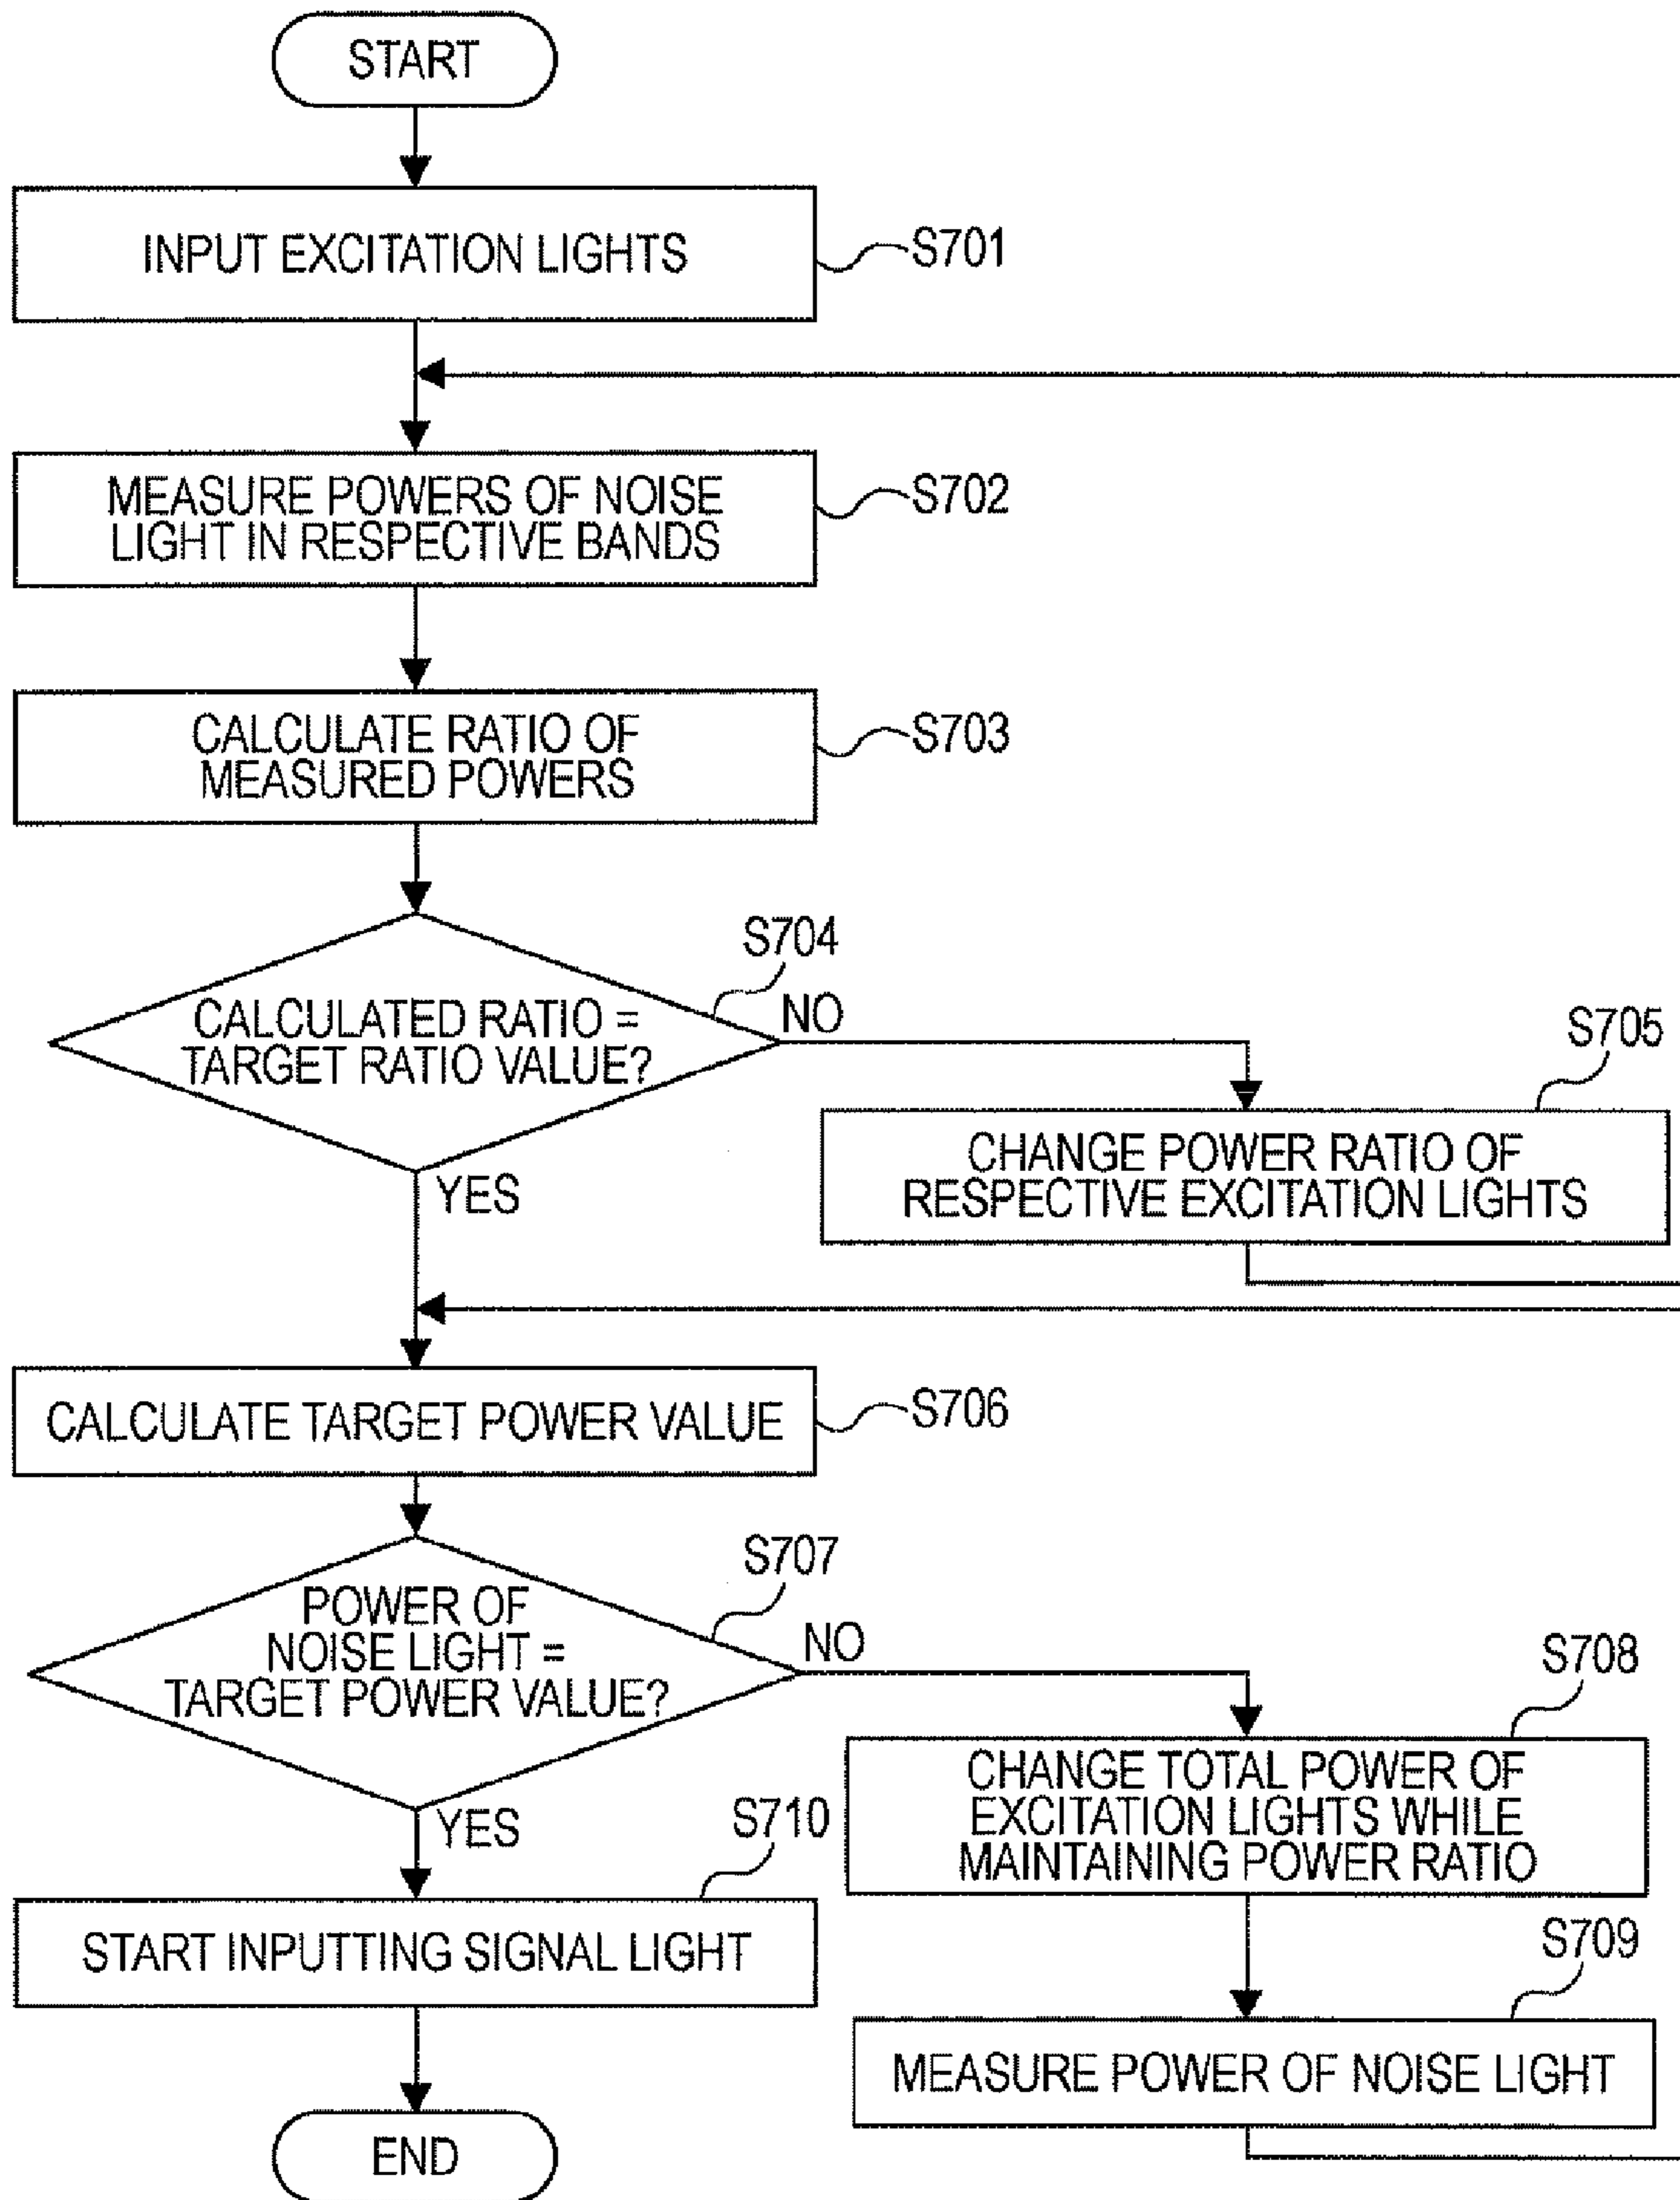 START
INPUT EXCITATION LIGHTS
S701
MEASURE POWERS OF NOISE
LIGHT IN RESPECTIVE BANDS
S702
CALCULATE RATIO OF
MEASURED POWERS
S703
S704
CALCULATED RATIO =
TARGET RATIO VALUE?
NO
YES
S705
CHANGE POWER RATIO OF
RESPECTIVE EXCITATION LIGHTS
CALCULATE TARGET POWER VALUE
S706
S707
POWER OF
NOISE LIGHT =
TARGET POWER VALUE?
NO
YES
S708
CHANGE TOTAL POWER OF
EXCITATION LIGHTS WHILE
MAINTAINING POWER RATIO
S709
MEASURE POWER OF NOISE LIGHT
S710
START INPUTTING SIGNAL LIGHT
END